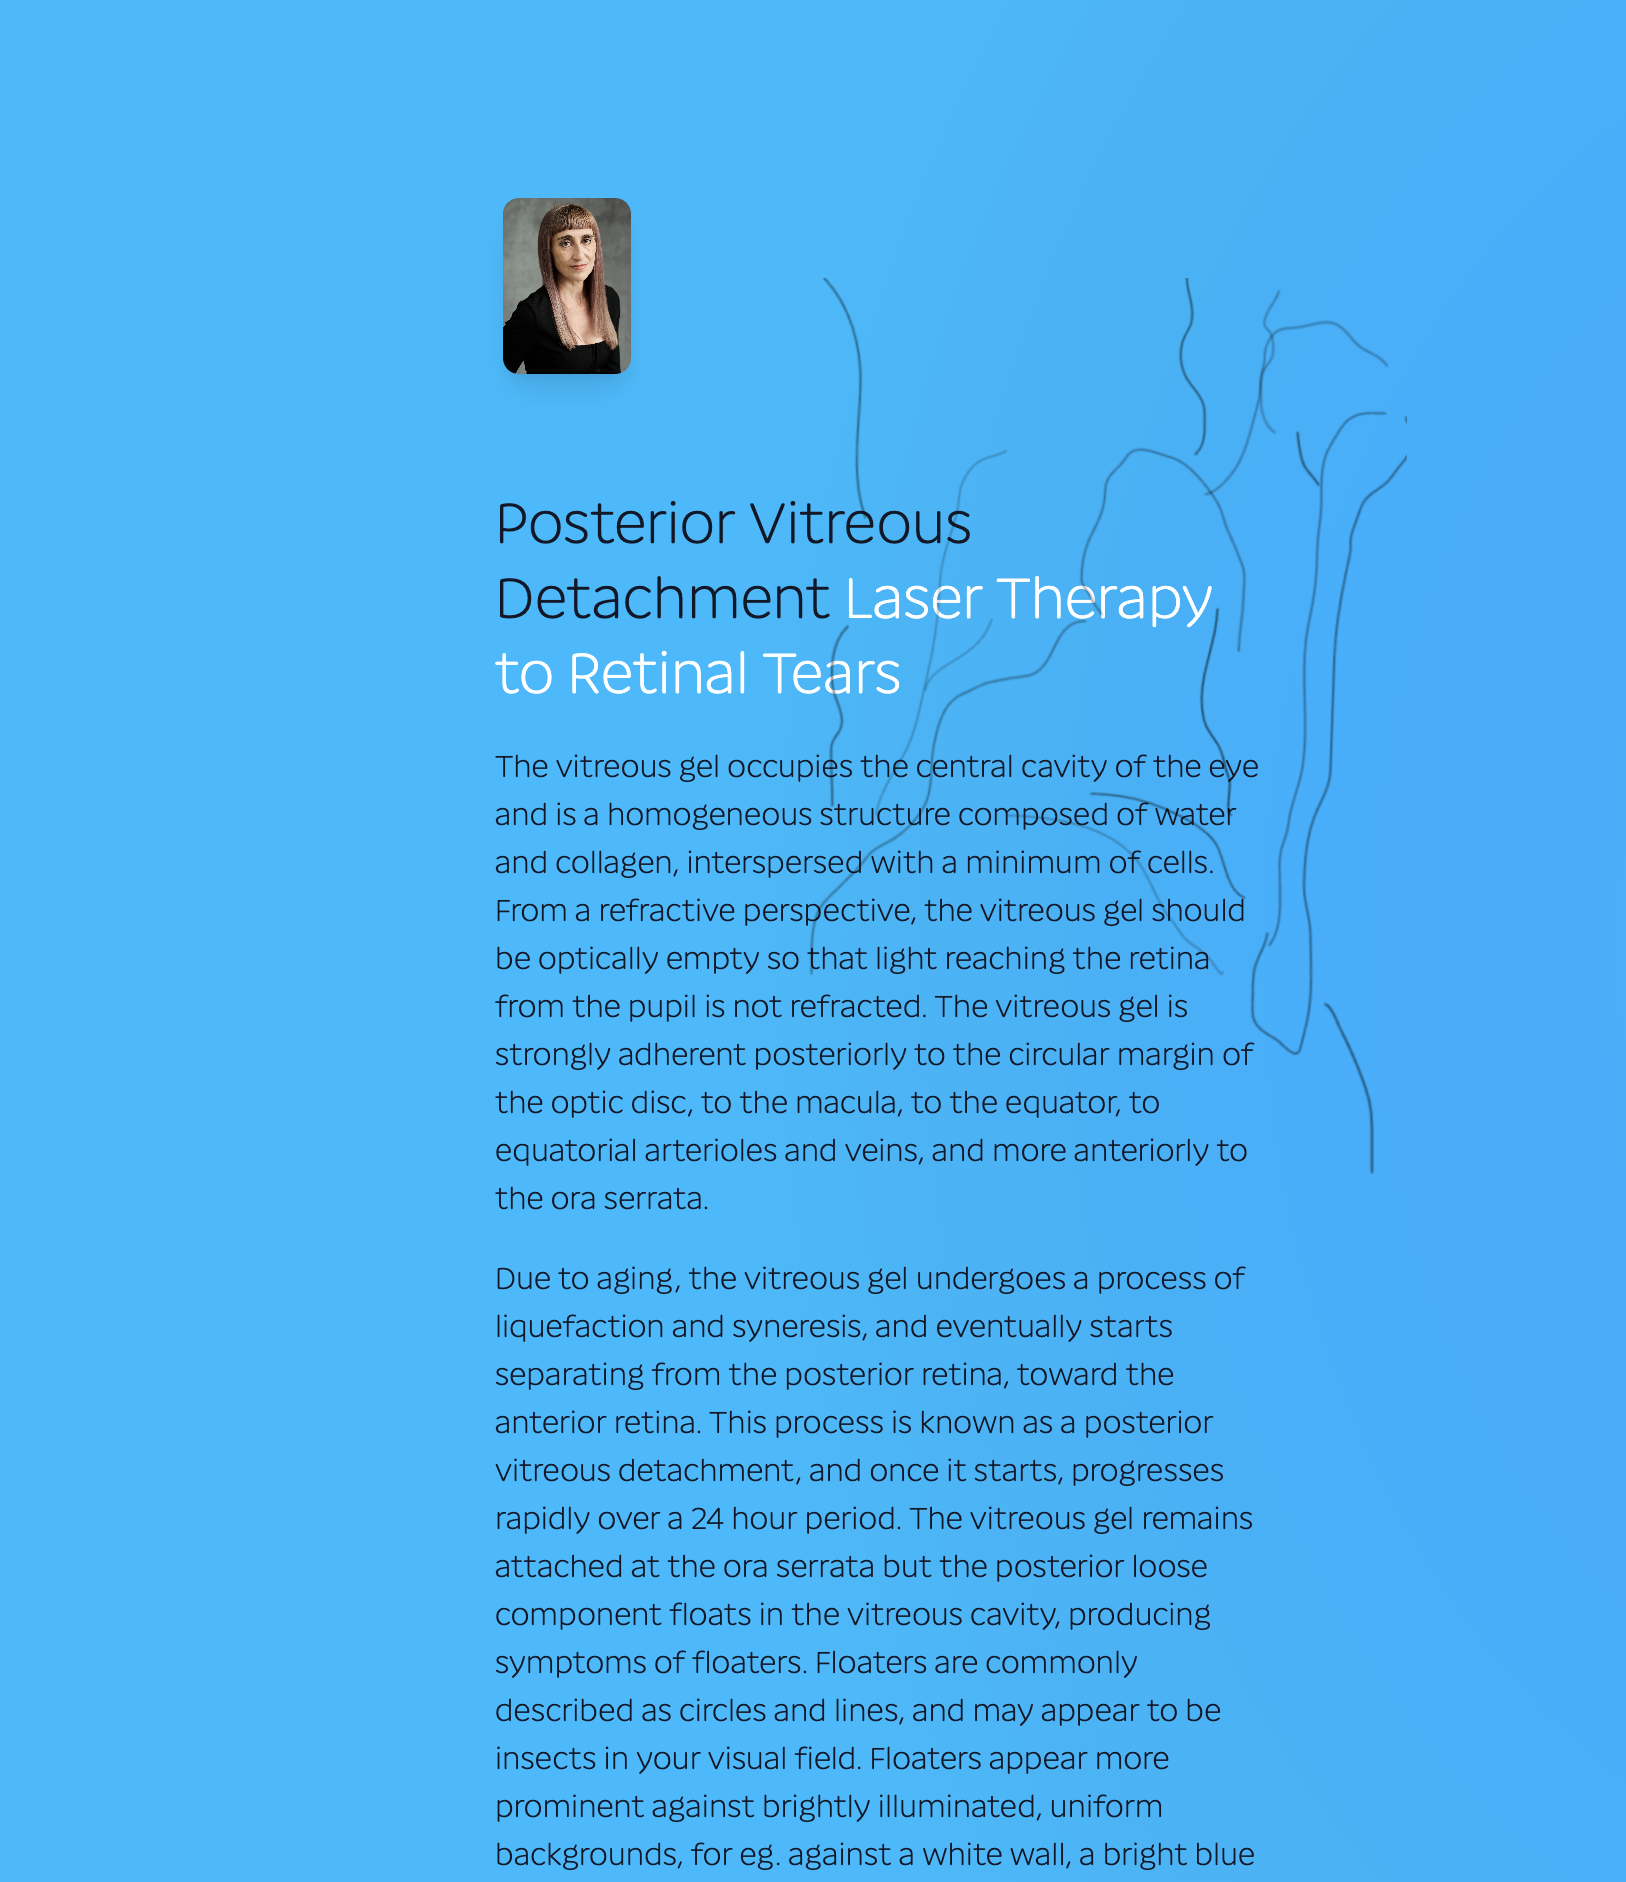 Posterior Vitreous
Detachment Laser Therapy
to Retinal Tears
The vitreous gel occupies the central cavity of the eye
and is a homogeneous structure composed of water
and collagen, interspersed with a minimum of cells.
From a refractive perspective, the vitreous gel should
be optically empty so that light reaching the retina
from the pupil is not refracted. The vitreous gel is
strongly adherent posteriorly to the circular margin of
the optic disc, to the macula, to the equator, to
equatorial arterioles and veins, and more anteriorly to
the ora serrata.
Due to aging, the vitreous gel undergoes a process of
liquefaction and syneresis, and eventually starts
separating from the posterior retina, toward the
anterior retina. This process is known as a posterior
vitreous detachment, and once it starts, progresses
rapidly over a 24 hour period. The vitreous gel remains
attached at the ora serrata but the posterior loose
component floats in the vitreous cavity, producing
symptoms of floaters. Floaters are commonly
described as circles and lines, and may appear to be
insects in your visual field. Floaters appear more
prominent against brightly illuminated, uniform
backgrounds, for eg. against a white wall, a bright blue